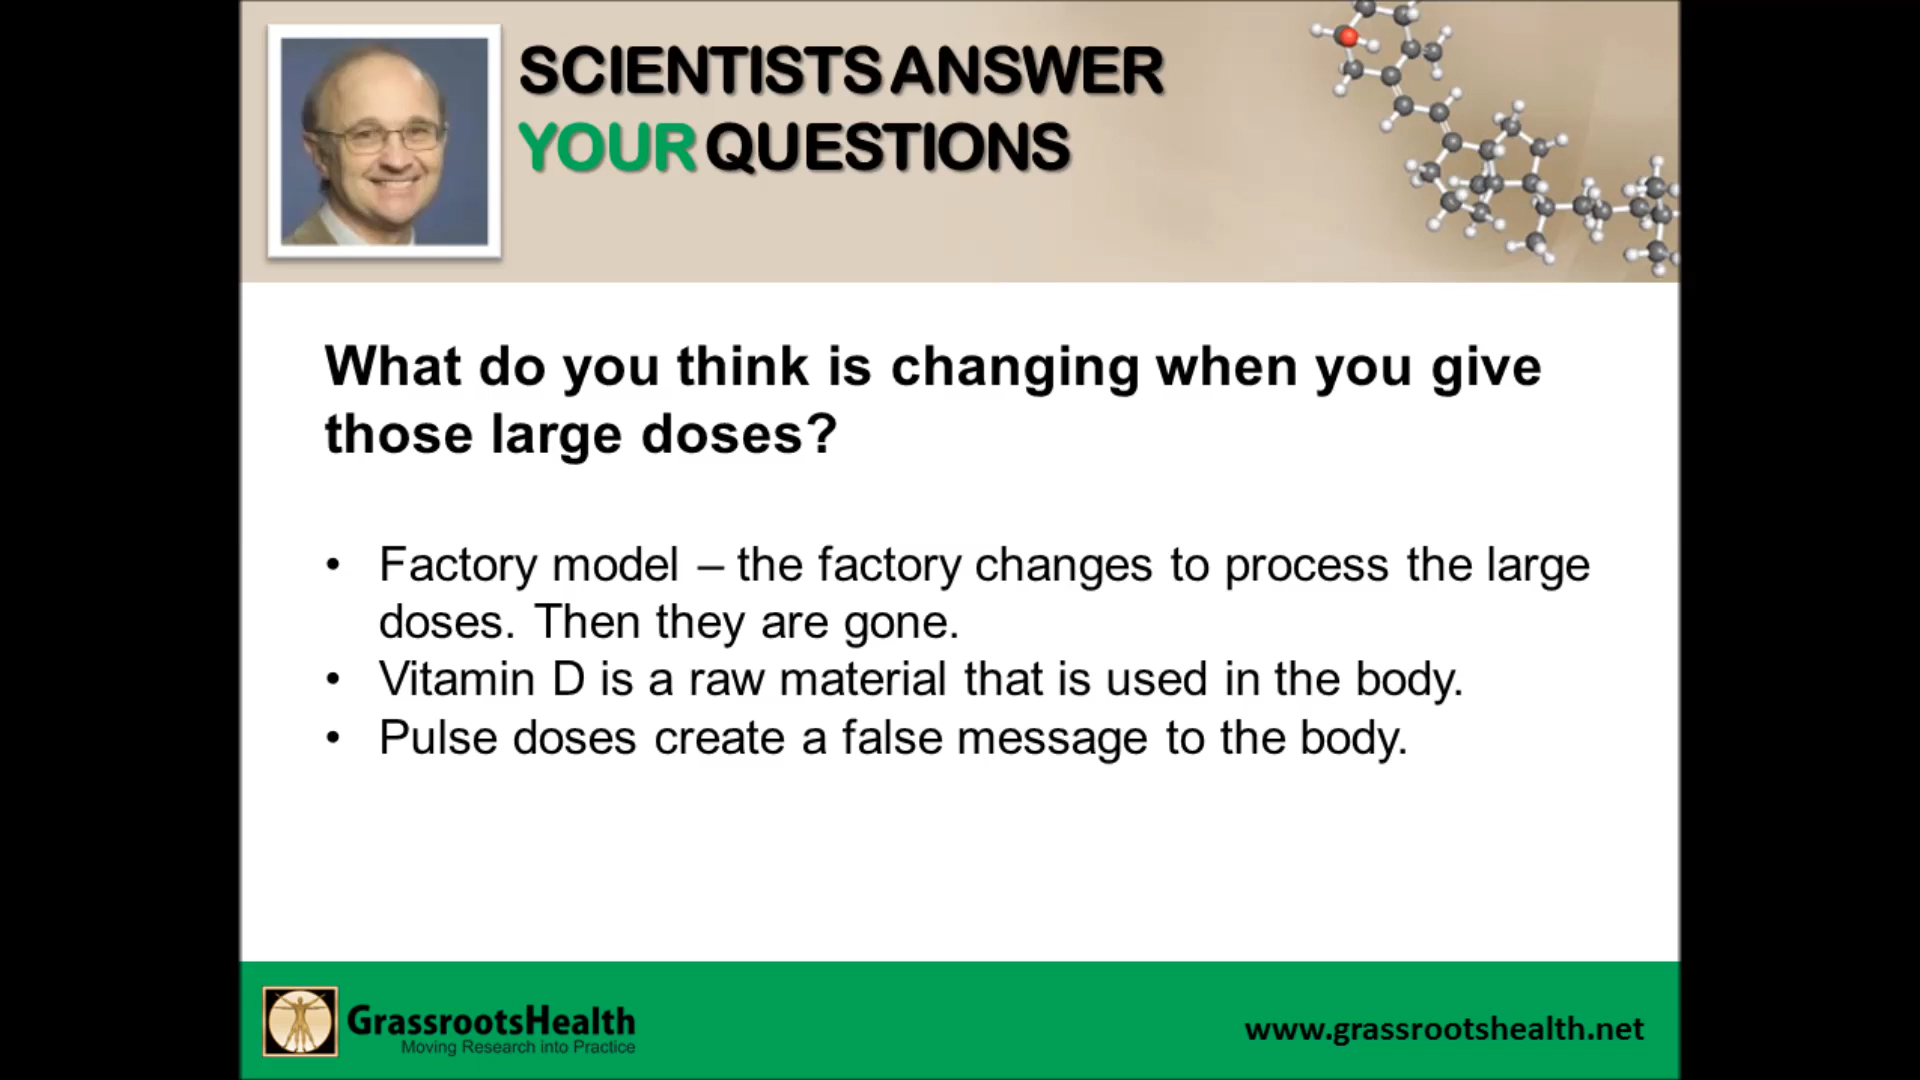 SCIENTISTS ANSWER
YOUR QUESTIONS
What do you think is changing when you give
those large doses?
• Factory model – the factory changes to process the large
doses. Then they are gone.
• Vitamin D is a raw material that is used in the body.
• Pulse doses create a false message to the body.
GrassrootsHealth
Moving Research into Practice
www.grassrootshealth.net